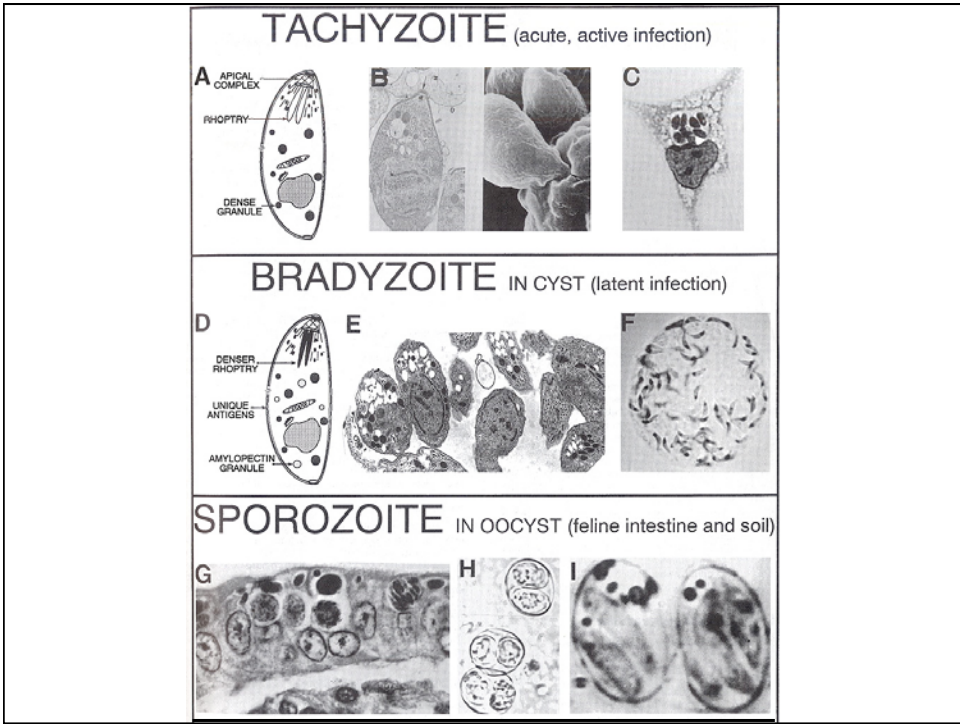 TACHYZOITE (acute, active infection)
A
APICAL
COMPLEX
RHOPTRY
DENSE
GRANULE
B
C
BRADYZOITE IN CYST (latent infection)
D
DENSER
RHOPTRY
UNIQUE
ANTIGENS
AMYLOPECTIN
GRANULE
E
F
SPOROZOITE IN OOCYST (feline intestine and soil)
G
H
I